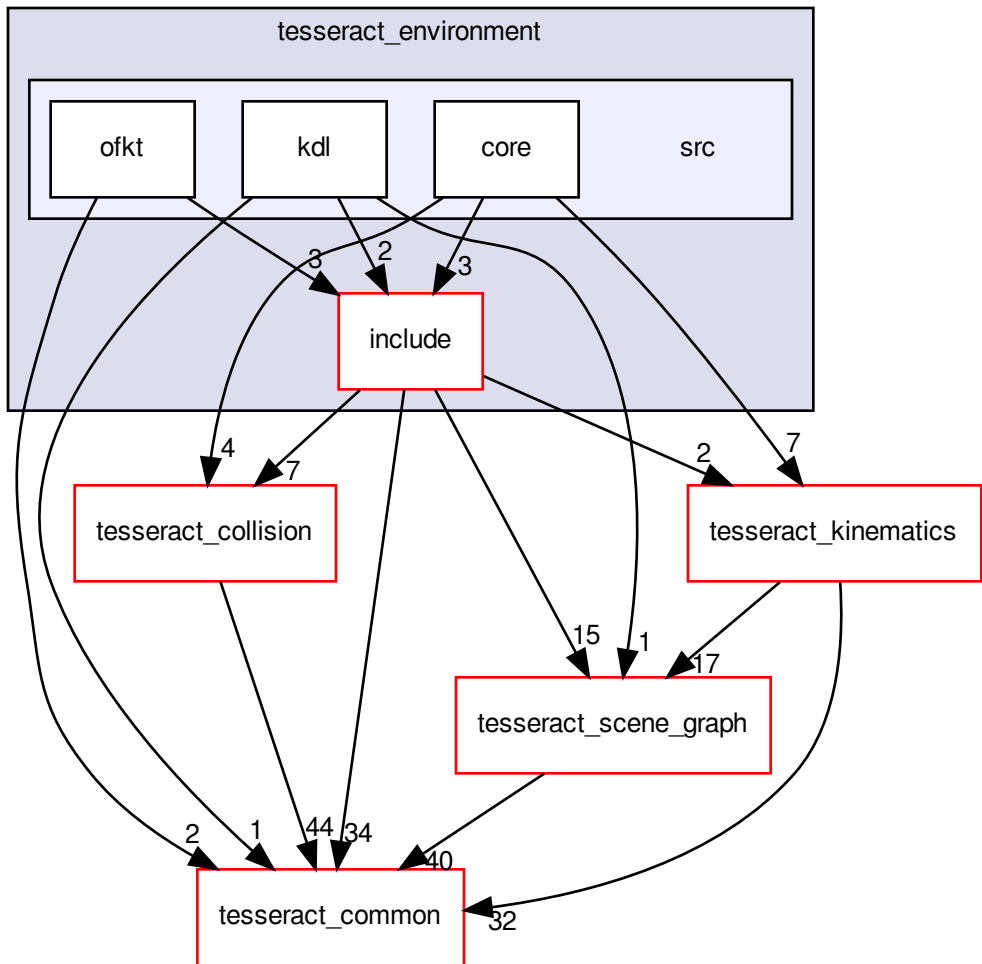 tesseract_environment
ofkt
kdl
core
src
3
2
3
include
4
7
2
7
tesseract_collision
tesseract_kinematics
15
1
17
tesseract_scene_graph
2
1
44
34
40
tesseract_common
32